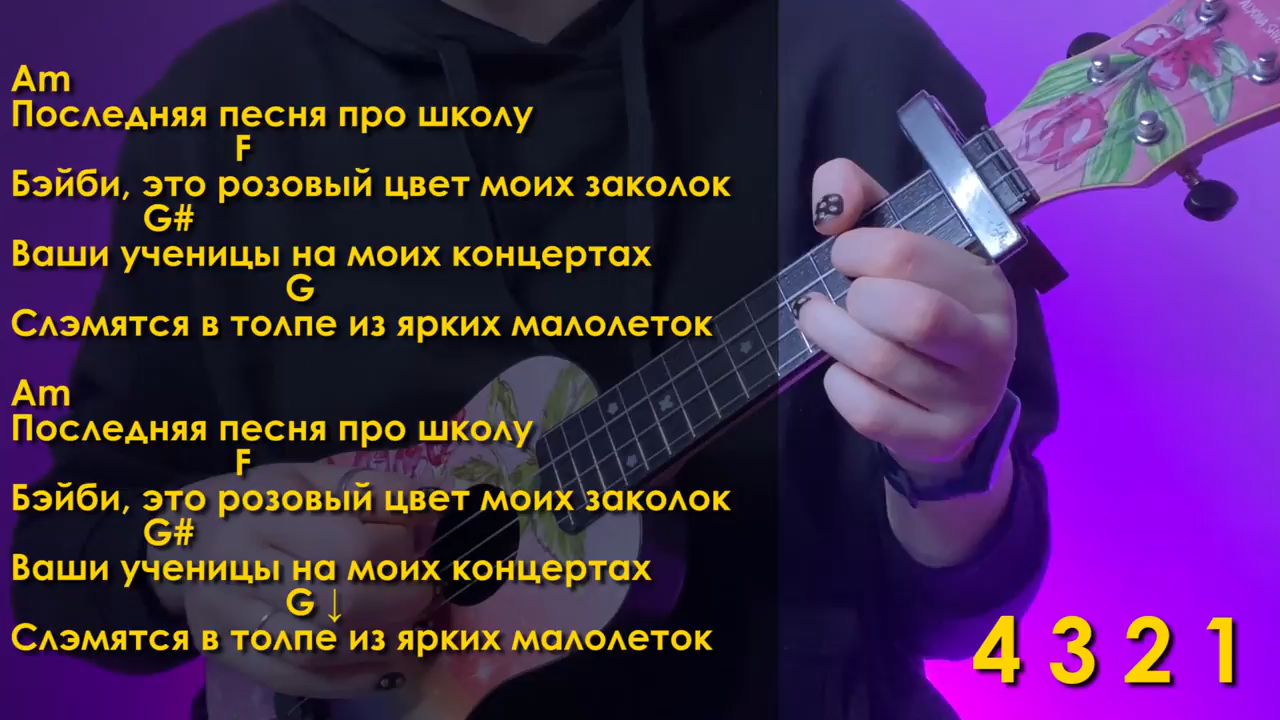 Am
Последняя песня про школу
F
Бэйби, это розовый цвет моих заколок
G#
Ваши ученицы на моих концертах
G
Слэмятся в толпе из ярких малолеток
Am
Последняя песня про школу
F
Бэйби, это розовый цвет моих заколок
G#
Ваши ученицы на моих концертах
G ↓
Слэмятся в толпе из ярких малолеток
4 3 2 1